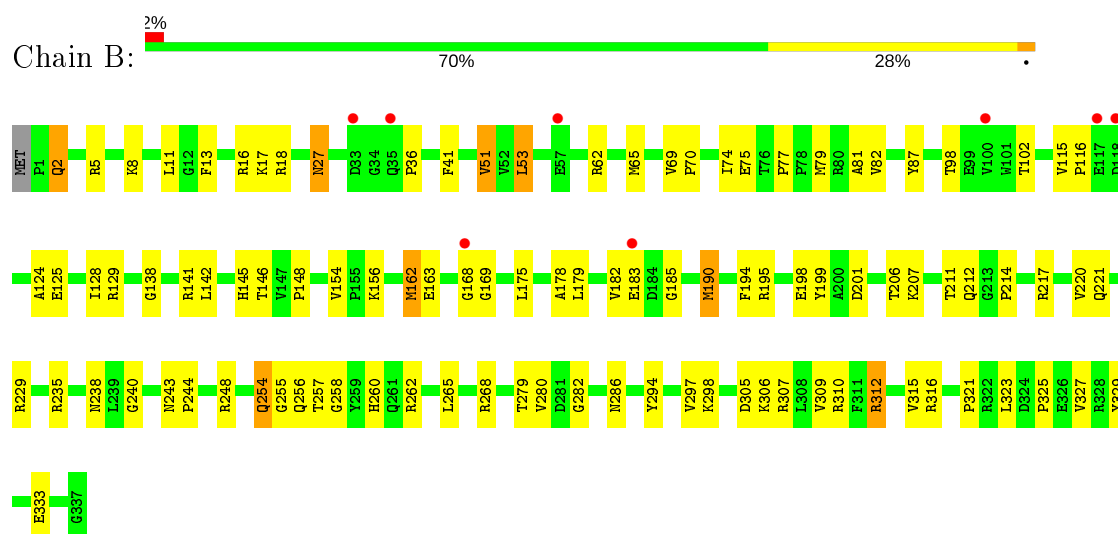 2%
Chain B:
70% 28% •
MET P1 Q2 R5 K8 L11 G12 F13 R16 K17 R18 N27 D33 G34 Q35 P36 F41 V51 V52 L53 E57 R62 M65 V69 P70 I74 E75 T76 P77 P78 M79 R80 A81 V82 Y87 T98 E99 V100 W101 T102 V115 P116 E117 D118
A124 E125 I128 R129 G138 R141 L142 H145 T146 V147 P148 V154 P155 K156 M162 E163 G168 G169 L175 A178 L179 V182 E183 D184 G185 M190 F194 R195 E198 Y199 A200 D201 T206 K207 T211 Q212 G213 P214 R217 V220 Q221
R229 R235 N238 L239 G240 N243 P244 R248 Q254 G255 Q256 T257 G258 Y259 H260 Q261 R262 L265 R268 T279 V280 D281 G282 N286 Y294 V297 K298 D305 K306 R307 L308 V309 R310 F311 R312 V315 R316 P321 R322 L323 D324 P325 E326 V327 R328 Y329
E333 G337